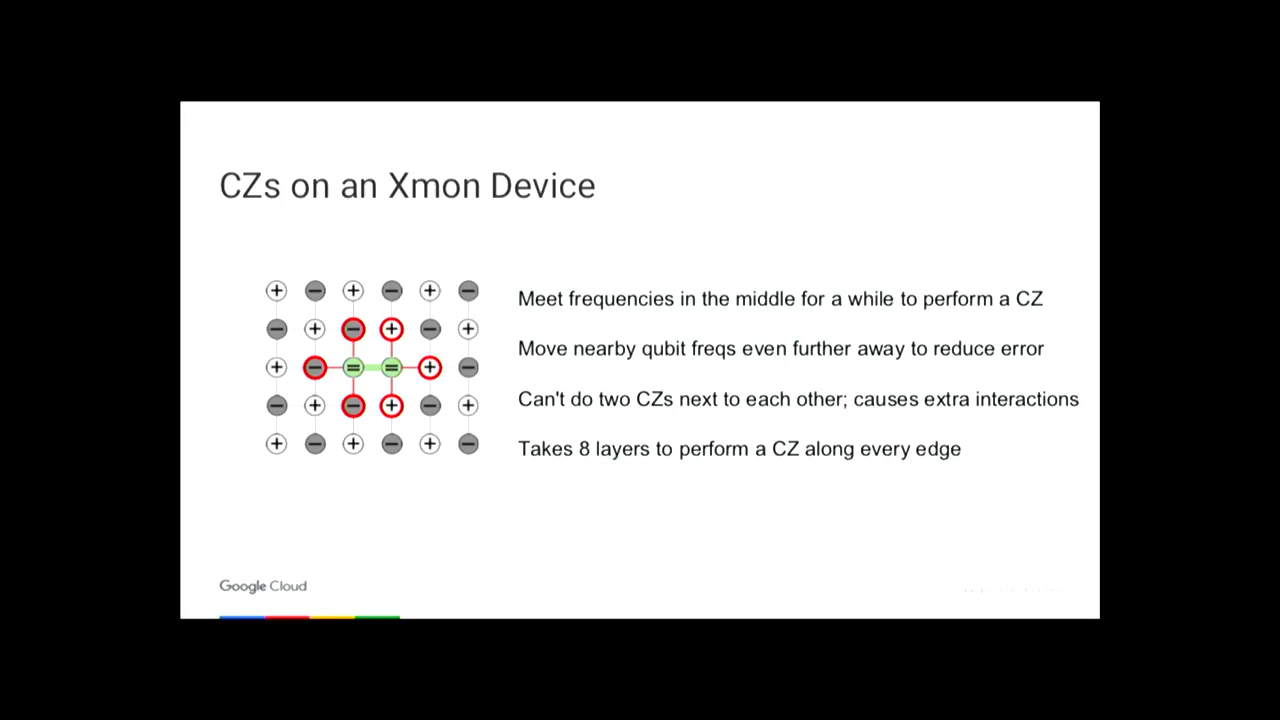 CZs on an Xmon Device
+ − + − + −
− + − + − +
+ − = = + −
− + − + − +
+ − + − + −
Meet frequencies in the middle for a while to perform a CZ
Move nearby qubit freqs even further away to reduce error
Can't do two CZs next to each other; causes extra interactions
Takes 8 layers to perform a CZ along every edge
Google Cloud